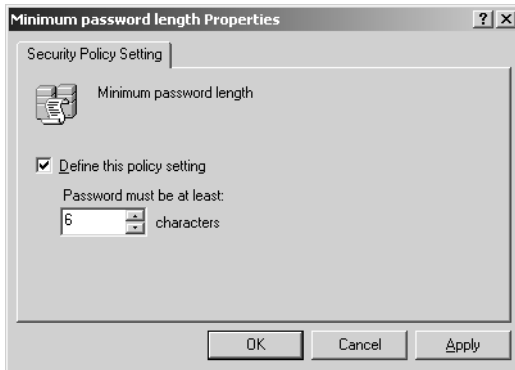 Minimum password length Properties
Security Policy Setting
Minimum password length
Define this policy setting
Password must be at least:
6 characters
OK Cancel Apply